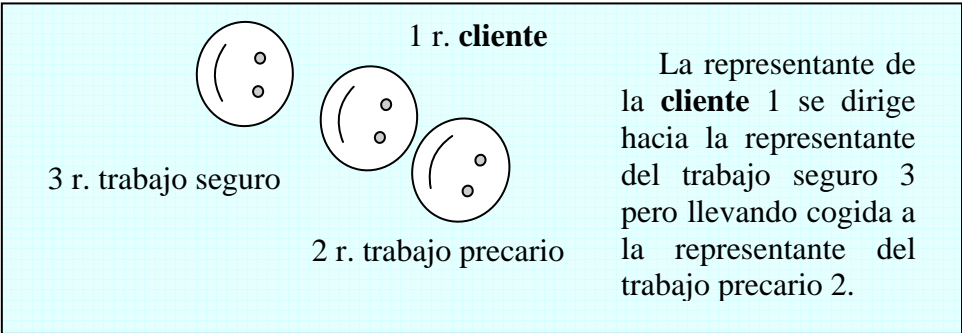 1 r. cliente
3 r. trabajo seguro
2 r. trabajo precario
La representante de
la cliente 1 se dirige
hacia la representante
del trabajo seguro 3
pero llevando cogida a
la representante del
trabajo precario 2.